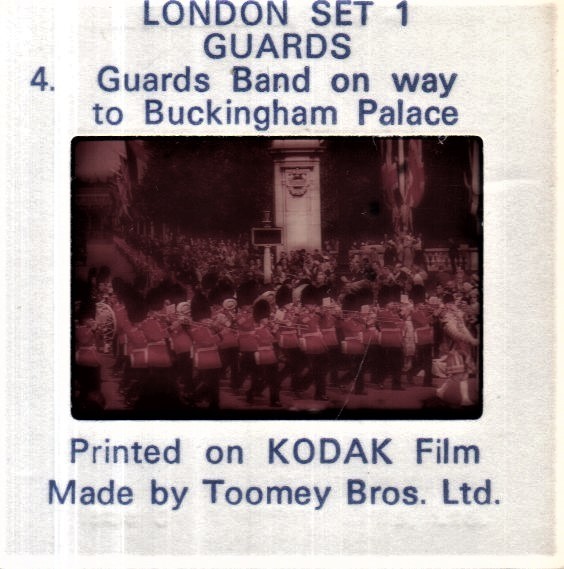 LONDON SET 1
GUARDS
4. Guards Band on way
to Buckingham Palace
Printed on KODAK Film
Made by Toomey Bros. Ltd.